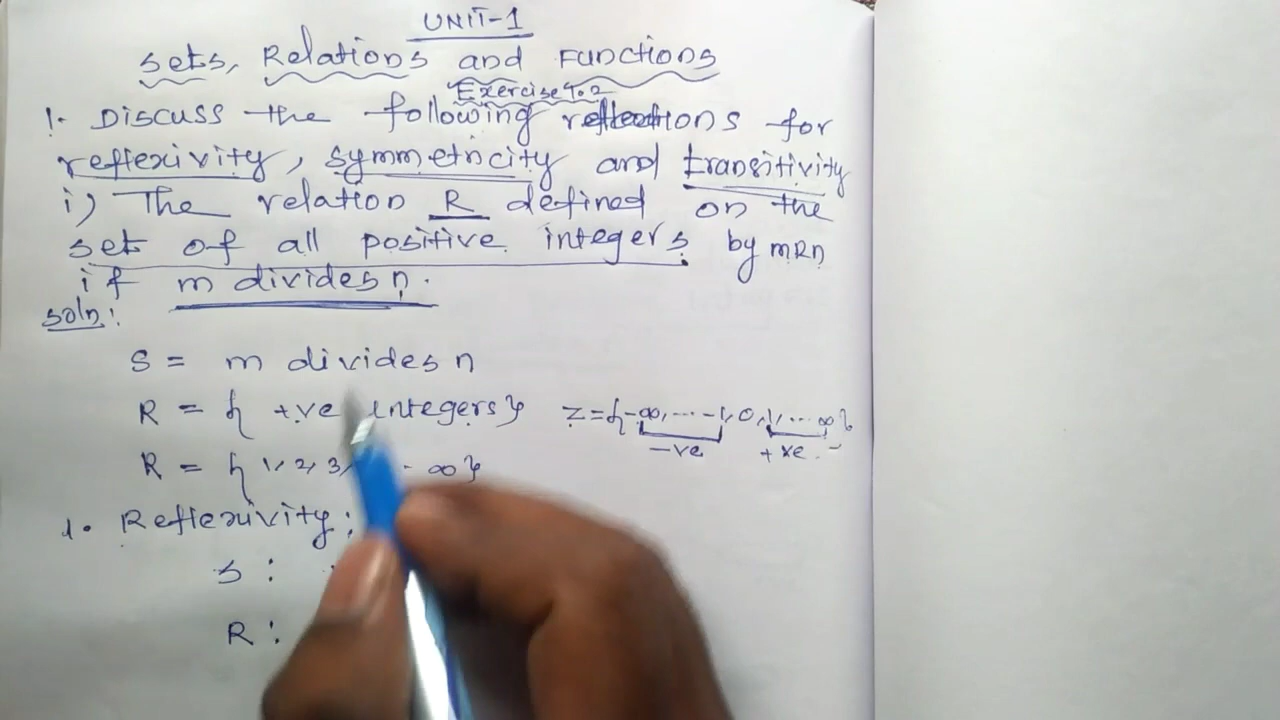 UNIT-1
Sets, Relations and Functions
Exercise 1.2
1. Discuss the following relations for
reflexivity, symmetricity and transitivity
i) The relation R defined on the
set of all positive integers by mRn
if m divides n.
Soln:
S = m divides n
R = { +ve integers } Z = {-∞, ... -1, 0, 1, ... ∞}
-ve +ve
R = { 1, 2, 3, - ∞ }
1. Reflexivity:
S :
R :